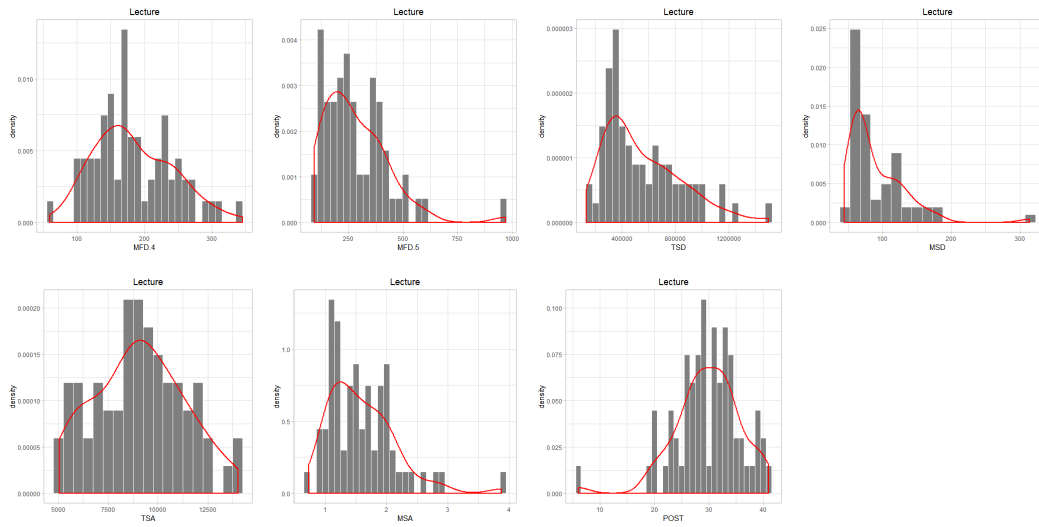 Lecture
0.010
0.005
0.000
density
100
200
300
MFD.4
Lecture
0.004
0.003
0.002
0.001
0.000
density
250
500
750
1000
MFD.5
Lecture
0.000003
0.000002
0.000001
0.000000
density
400000
800000
1200000
TSD
Lecture
0.025
0.020
0.015
0.010
0.005
0.000
density
100
200
300
MSD
Lecture
0.00020
0.00015
0.00010
0.00005
0.00000
density
5000
7500
10000
12500
TSA
Lecture
1.0
0.5
0.0
density
1
2
3
4
MSA
Lecture
0.100
0.075
0.050
0.025
0.000
density
10
20
30
40
POST